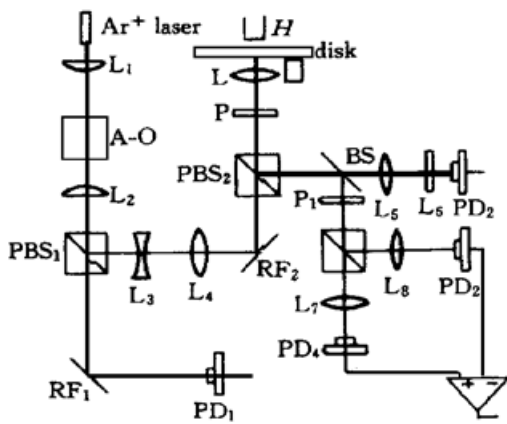 Ar⁺ laser
H
disk
L₁
L
A-O
P
L₂
PBS₂
BS
P₁
L₅
L₆
PD₂
PBS₁
L₃
L₄
RF₂
L₈
PD₂
L₇
PD₄
RF₁
PD₁
+ -